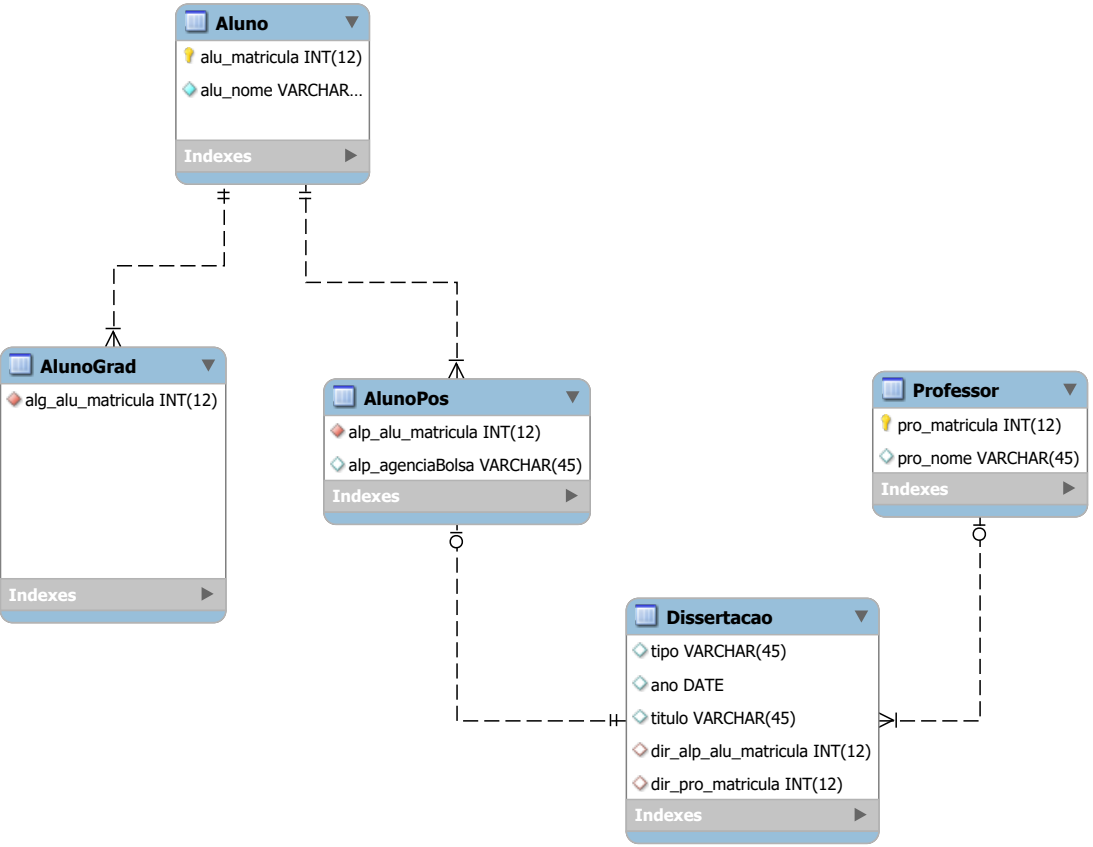 Aluno
alu_matricula INT(12)
alu_nome VARCHAR...
Indexes
AlunoGrad
alg_alu_matricula INT(12)
Indexes
AlunoPos
alp_alu_matricula INT(12)
alp_agenciaBolsa VARCHAR(45)
Indexes
Professor
pro_matricula INT(12)
pro_nome VARCHAR(45)
Indexes
Dissertacao
tipo VARCHAR(45)
ano DATE
titulo VARCHAR(45)
dir_alp_alu_matricula INT(12)
dir_pro_matricula INT(12)
Indexes